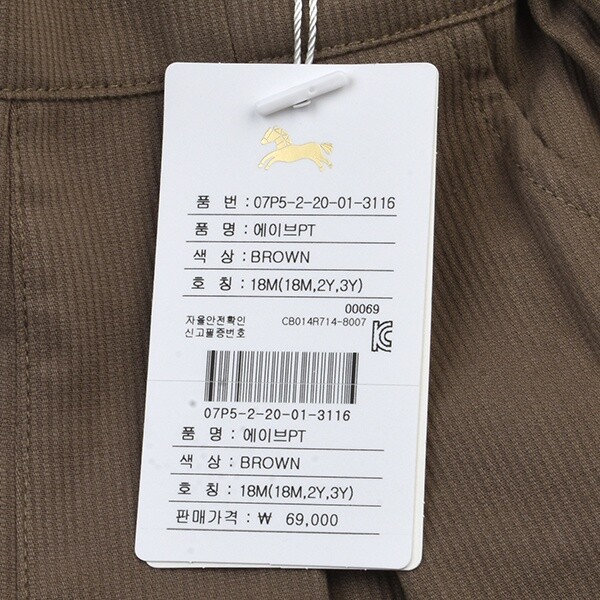 품 번 : 07P5-2-20-01-3116
품 명 : 에이브PT
색 상 : BROWN
호 칭 : 18M(18M,2Y,3Y)
00069
자율안전확인
신고필증번호
CB014R714-8007
07P5-2-20-01-3116
품 명 : 에이브PT
색 상 : BROWN
호 칭 : 18M(18M,2Y,3Y)
판매가격 : ₩ 69,000